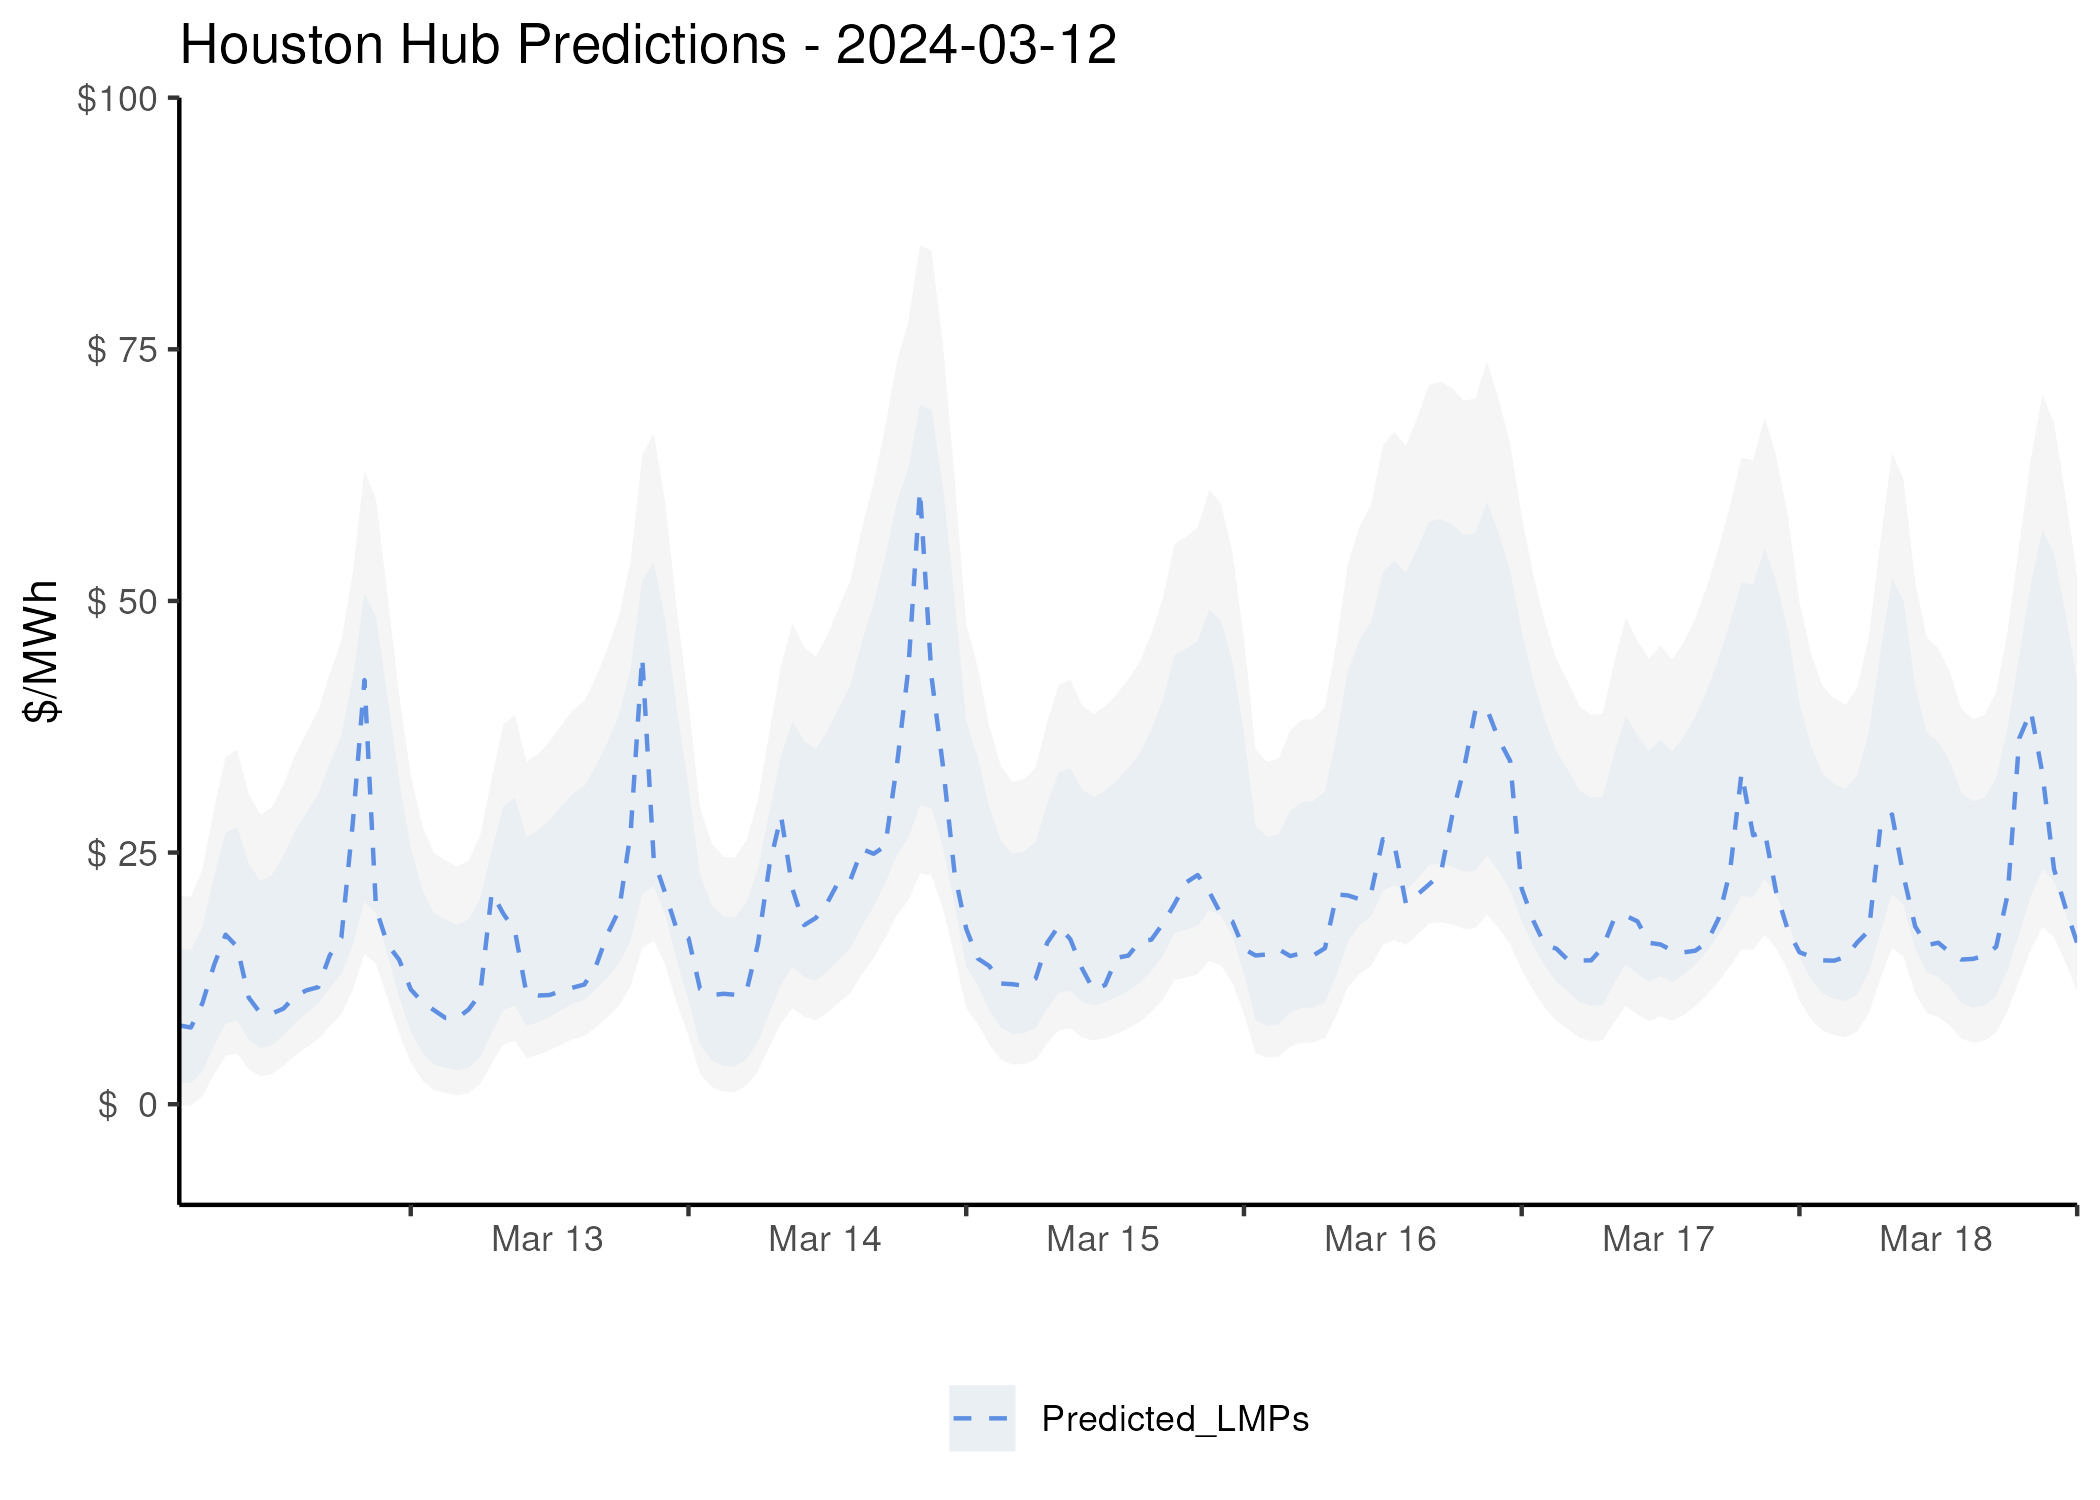 Houston Hub Predictions - 2024-03-12
$100
$ 75
$ 50
$ 25
$ 0
$/MWh
Mar 13 Mar 14 Mar 15 Mar 16 Mar 17 Mar 18
Predicted_LMPs